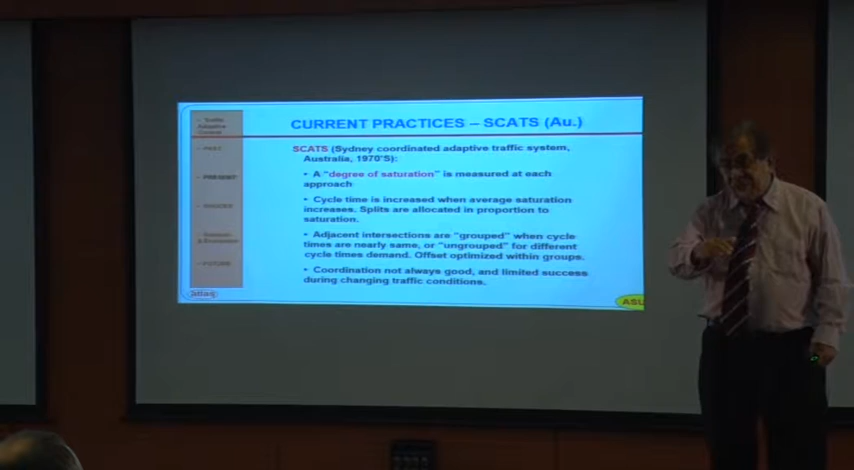 CURRENT PRACTICES – SCATS (Au.)
- Traffic
Adaptive
Control
- PAST
- PRESENT
- FUTURE
SCATS (Sydney coordinated adaptive traffic system,
Australia, 1970'S):
• A "degree of saturation" is measured at each
approach
• Cycle time is increased when average saturation
increases. Splits are allocated in proportion to
saturation.
• Adjacent intersections are "grouped" when cycle
times are nearly same, or "ungrouped" for different
cycle times demand. Offset optimized within groups.
• Coordination not always good, and limited success
during changing traffic conditions.
ASU